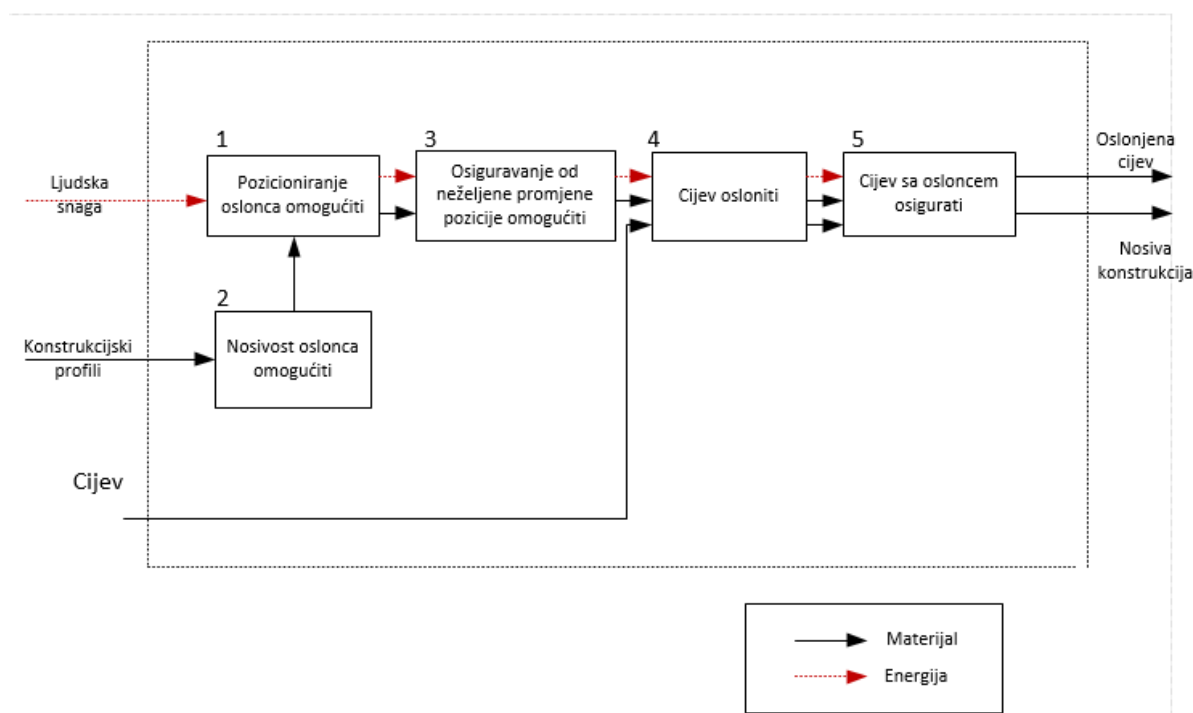 1
Pozicioniranje
oslonca omogućiti
3
Osiguravanje od
neželjene promjene
pozicije omogućiti
4
Cijev osloniti
5
Cijev sa osloncem
osigurati
Oslonjena
cijev
Ljudska
snaga
Nosiva
konstrukcija
2
Nosivost oslonca
omogućiti
Konstrukcijski
profili
Cijev
Materijal
Energija